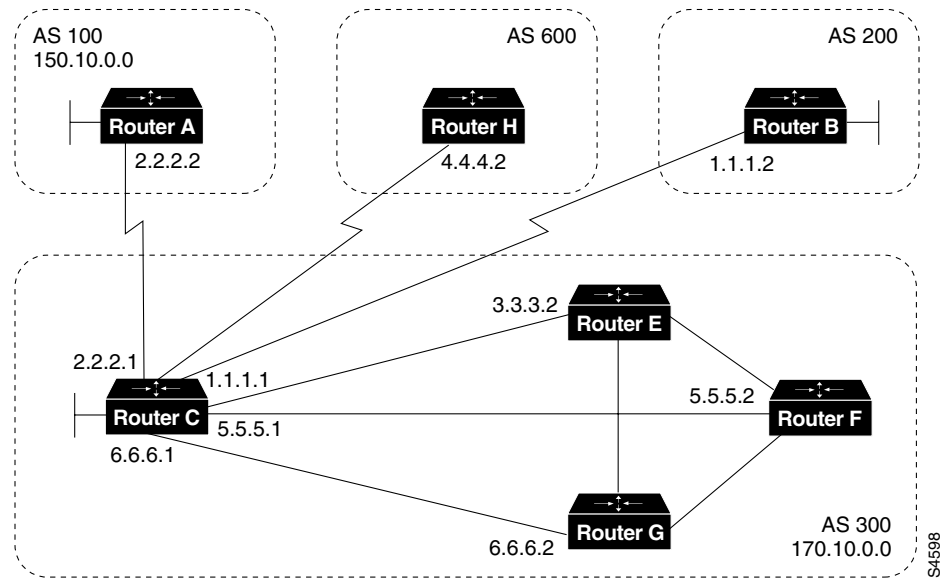 AS 100
150.10.0.0
AS 600
AS 200
Router A
Router H
Router B
2.2.2.2
4.4.4.2
1.1.1.2
3.3.3.2
Router E
2.2.2.1
1.1.1.1
5.5.5.2
Router C
Router F
5.5.5.1
6.6.6.1
Router G
6.6.6.2
AS 300
170.10.0.0
S4598